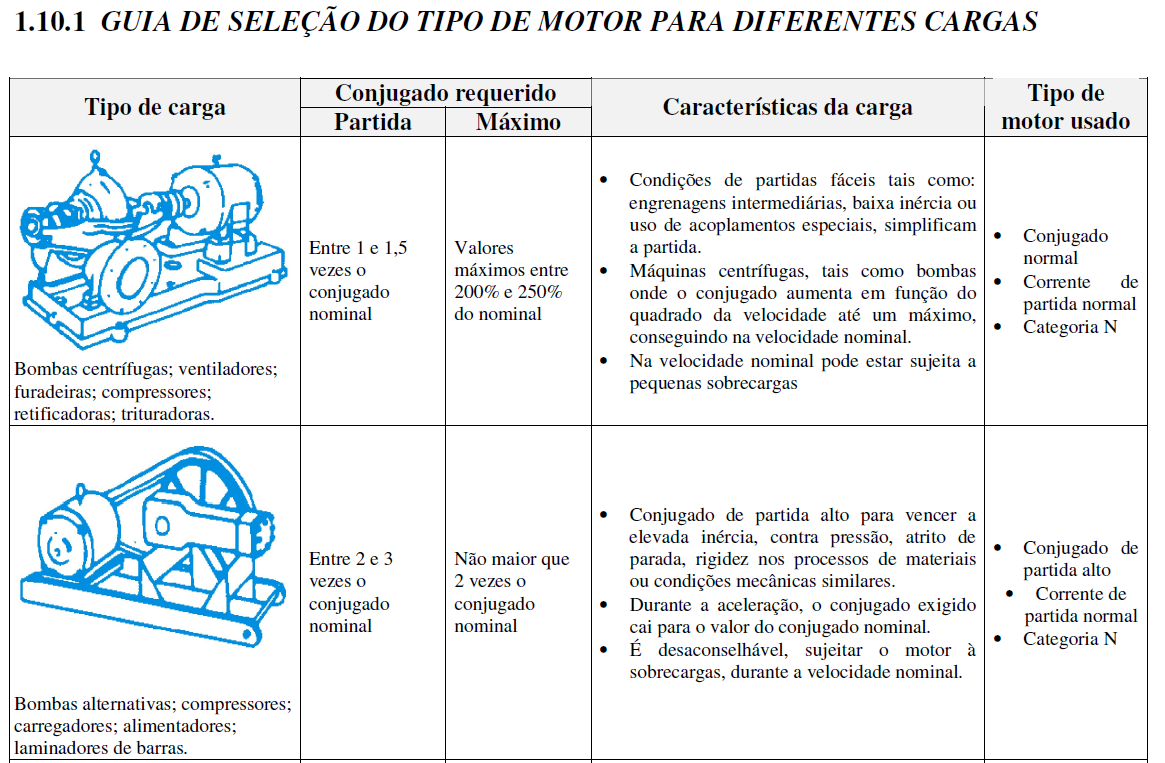 1.10.1 GUIA DE SELEÇÃO DO TIPO DE MOTOR PARA DIFERENTES CARGAS
Tipo de carga
Conjugado requerido
Partida
Máximo
Características da carga
Tipo de
motor usado
Bombas centrífugas; ventiladores;
furadeiras; compressores;
retificadoras; trituradoras.
Entre 1 e 1,5
vezes o
conjugado
nominal
Valores
máximos entre
200% e 250%
do nominal
• Condições de partidas fáceis tais como:
engrenagens intermediárias, baixa inércia ou
uso de acoplamentos especiais, simplificam
a partida.
• Máquinas centrífugas, tais como bombas
onde o conjugado aumenta em função do
quadrado da velocidade até um máximo,
conseguindo na velocidade nominal.
• Na velocidade nominal pode estar sujeita a
pequenas sobrecargas
• Conjugado
normal
• Corrente de
partida normal
• Categoria N
Bombas alternativas; compressores;
carregadores; alimentadores;
laminadores de barras.
Entre 2 e 3
vezes o
conjugado
nominal
Não maior que
2 vezes o
conjugado
nominal
• Conjugado de partida alto para vencer a
elevada inércia, contra pressão, atrito de
parada, rigidez nos processos de materiais
ou condições mecânicas similares.
• Durante a aceleração, o conjugado exigido
cai para o valor do conjugado nominal.
• É desaconselhável, sujeitar o motor à
sobrecargas, durante a velocidade nominal.
• Conjugado de
partida alto
• Corrente de
partida normal
• Categoria N